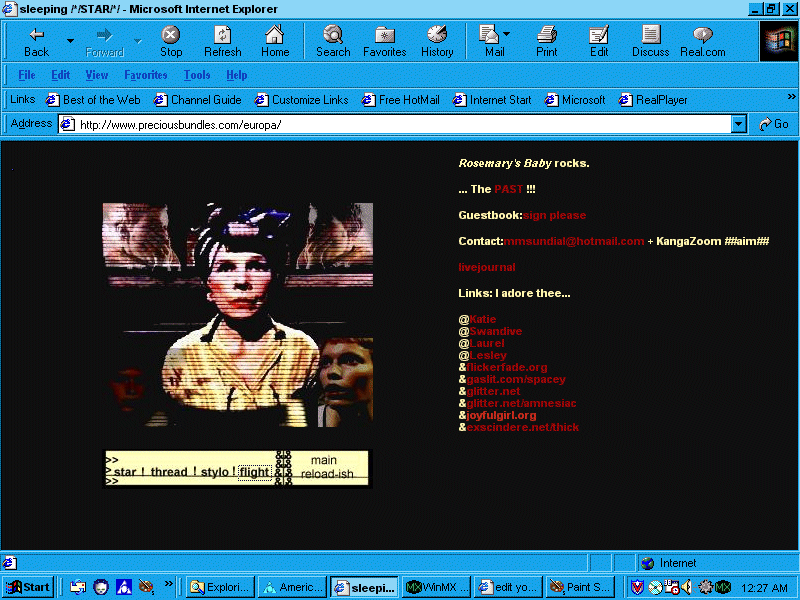 sleeping /*/STAR/*/ - Microsoft Internet Explorer
Back Forward Stop Refresh Home Search Favorites History Mail Print Edit Discuss Real.com
File Edit View Favorites Tools Help
Links Best of the Web Channel Guide Customize Links Free HotMail Internet Start Microsoft RealPlayer »
Address http://www.preciousbundles.com/europa/ Go
Rosemary's Baby rocks.
... The PAST !!!
Guestbook:sign please
Contact:mmsundial@hotmail.com + KangaZoom ##aim##
livejournal
Links: I adore thee...
@Katie
@Swandive
@Laurel
@Lesley
&flickerfade.org
&gaslit.com/spacey
&glitter.net
&glitter.net/amnesiac
&joyfulgirl.org
&exscindere.net/thick
>>
> star ! thread ! stylo ! flight
>>
main
reload-ish
Internet
Start » Explori... Americ... sleepi... WinMX ... edit yo... Paint S... 12:27 AM